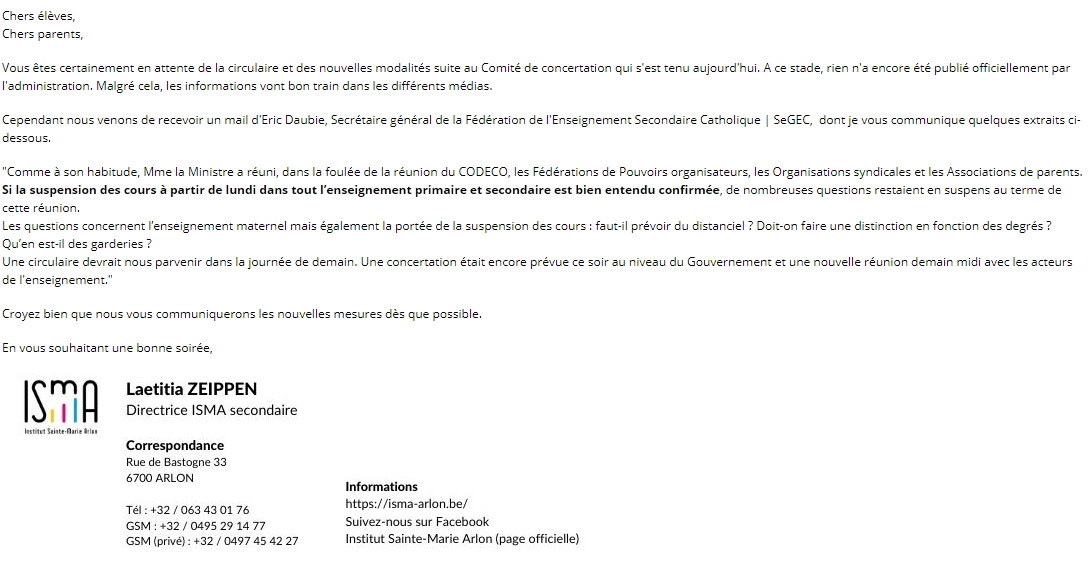 Chers élèves,
Chers parents,
Vous êtes certainement en attente de la circulaire et des nouvelles modalités suite au Comité de concertation qui s'est tenu aujourd'hui. A ce stade, rien n'a encore été publié officiellement par
l'administration. Malgré cela, les informations vont bon train dans les différents médias.
Cependant nous venons de recevoir un mail d'Eric Daubie, Secrétaire général de la Fédération de l'Enseignement Secondaire Catholique | SeGEC,  dont je vous communique quelques extraits ci-
dessous.
"Comme à son habitude, Mme la Ministre a réuni, dans la foulée de la réunion du CODECO, les Fédérations de Pouvoirs organisateurs, les Organisations syndicales et les Associations de parents.
Si la suspension des cours à partir de lundi dans tout l’enseignement primaire et secondaire est bien entendu confirmée, de nombreuses questions restaient en suspens au terme de
cette réunion.
Les questions concernent l’enseignement maternel mais également la portée de la suspension des cours : faut-il prévoir du distanciel ? Doit-on faire une distinction en fonction des degrés ?
Qu’en est-il des garderies ?
Une circulaire devrait nous parvenir dans la journée de demain. Une concertation était encore prévue ce soir au niveau du Gouvernement et une nouvelle réunion demain midi avec les acteurs
de l'enseignement."
Croyez bien que nous vous communiquerons les nouvelles mesures dès que possible.
En vous souhaitant une bonne soirée,
ISMA
Institut Sainte-Marie Arlon
Laetitia ZEIPPEN
Directrice ISMA secondaire
Correspondance
Rue de Bastogne 33
6700 ARLON
Tél : +32 / 063 43 01 76
GSM : +32 / 0495 29 14 77
GSM (privé) : +32 / 0497 45 42 27
Informations
https://isma-arlon.be/
Suivez-nous sur Facebook
Institut Sainte-Marie Arlon (page officielle)